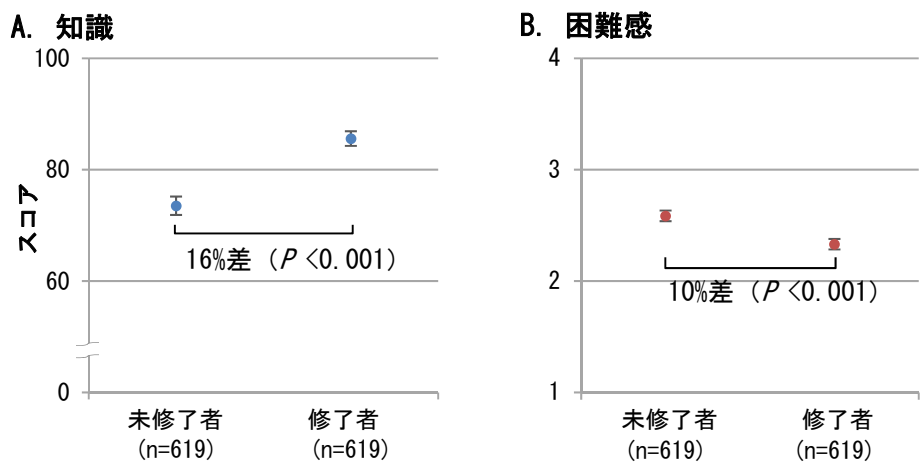 A. 知識
100
80
60
0
スコア
16%差 (P <0.001)
未修了者
(n=619)
修了者
(n=619)
B. 困難感
4
3
2
1
10%差 (P <0.001)
未修了者
(n=619)
修了者
(n=619)